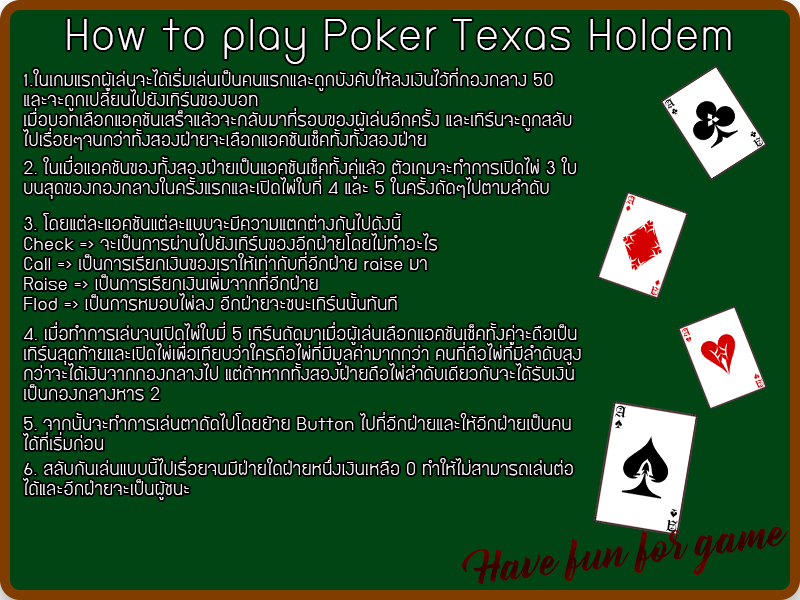 How to play Poker Texas Holdem
1.ในเกมแรกผู้เล่นจะได้เริ่มเล่นเป็นคนแรกและถูกบังคับให้ลงเงินไว้ที่กองกลาง 50
และจะถูกเปลี่ยนไปยังเทิร์นของบอท
เมื่อบอทเลือกแอคชันเสร็จแล้วจะกลับมาที่รอบของผู้เล่นอีกครั้ง และเทิร์นจะถูกสลับ
ไปเรื่อยๆจนกว่าทั้งสองฝ่ายจะเลือกแอคชันเช็คทั้งทั้งสองฝ่าย
2. ในเมื่อแอคชันของทั้งสองฝ่ายเป็นแอคชันเช็คทั้งคู่แล้ว ตัวเกมจะทำการเปิดไพ่ 3 ใบ
บนสุดของกองกลางในครั้งแรกและเปิดไพ่ใบที่ 4 และ 5 ในครั้งถัดๆไปตามลำดับ
3. โดยแต่ละแอคชันแต่ละแบบจะมีความแตกต่างกันไปดังนี้
Check => จะเป็นการผ่านไปยังเทิร์นของอีกฝ่ายโดยไม่ทำอะไร
Call => เป็นการเรียกเงินของเราให้เท่ากับที่อีกฝ่าย raise มา
Raise => เป็นการเรียกเงินเพิ่มจากที่อีกฝ่าย
Flod => เป็นการหมอบไพ่ลง อีกฝ่ายจะชนะเทิร์นนั้นทันที
4. เมื่อทำการเล่นจนเปิดไพ่ใบมี่ 5 เทิร์นถัดมาเมื่อผู้เล่นเลือกแอคชันเช็คทั้งคู่จะถือเป็น
เทิร์นสุดท้ายและเปิดไพ่เพื่อเทียบว่าใครถือไพ่ที่มีมูลค่ามากกว่า คนที่ถือไพ่ที่มีลำดับสูง
กว่าจะได้เงินจากกองกลางไป แต่ถ้าหากทั้งสองฝ่ายถือไพ่ลำดับเดียวกันจะได้รับเงิน
เป็นกองกลางหาร 2
5. จากนั้นจะทำการเล่นตาถัดไปโดยย้าย Button ไปที่อีกฝ่ายและให้อีกฝ่ายเป็นคน
ได้ที่เริ่มก่อน
6. สลับกันเล่นแบบนี้ไปเรื่อยจนมีฝ่ายใดฝ่ายหนึ่งเงินเหลือ 0 ทำให้ไม่สามารถเล่นต่อ
ได้และอีกฝ่ายจะเป็นผู้ชนะ
Have fun for game